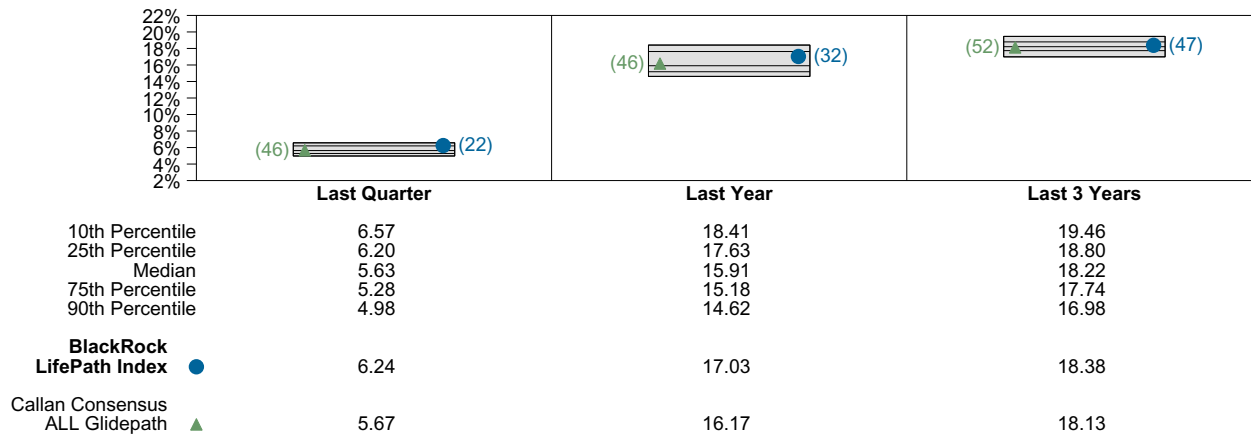 22%
20%
18%
16%
14%
12%
10%
8%
6%
4%
2%
(46) (22)
(46) (32)
(52) (47)
Last Quarter Last Year Last 3 Years
10th Percentile 6.57 18.41 19.46
25th Percentile 6.20 17.63 18.80
Median 5.63 15.91 18.22
75th Percentile 5.28 15.18 17.74
90th Percentile 4.98 14.62 16.98
BlackRock
LifePath Index 6.24 17.03 18.38
Callan Consensus
ALL Glidepath 5.67 16.17 18.13